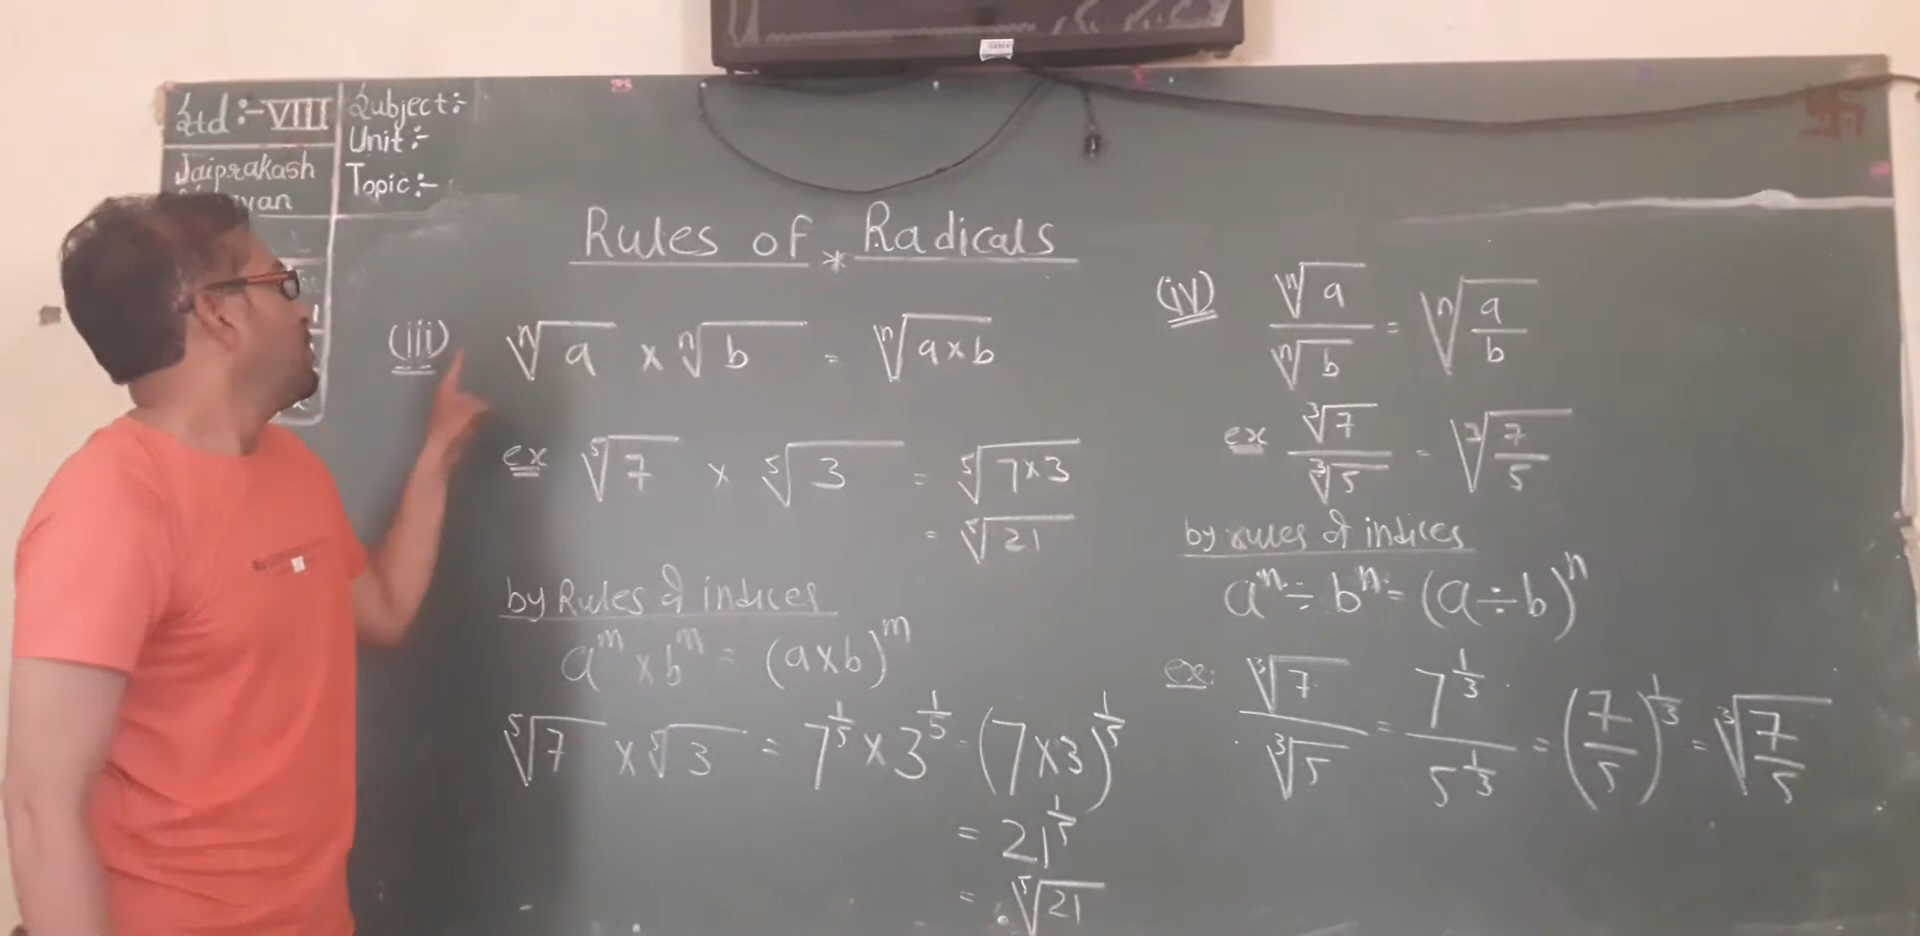 Std :- VIII
Jaiprakash
Subject :-
Unit :-
Topic :-
Rules of Radicals
*
(iii) ⁿ√a × ⁿ√b = ⁿ√(a×b)
ex ⁵√7 × ⁵√3 = ⁵√(7×3)
= ⁵√21
by Rules of indices
aᵐ × bᵐ = (a×b)ᵐ
⁵√7 × ⁵√3 = 7^(1/5) × 3^(1/5) = (7×3)^(1/5)
= 21^(1/5)
= ⁵√21
(iv) ⁿ√a / ⁿ√b = ⁿ√(a/b)
ex ³√7 / ³√5 = ³√(7/5)
by rules of indices
aⁿ ÷ bⁿ = (a÷b)ⁿ
ex: ³√7 / ³√5 = 7^(1/3) / 5^(1/3) = (7/5)^(1/3) = ³√(7/5)